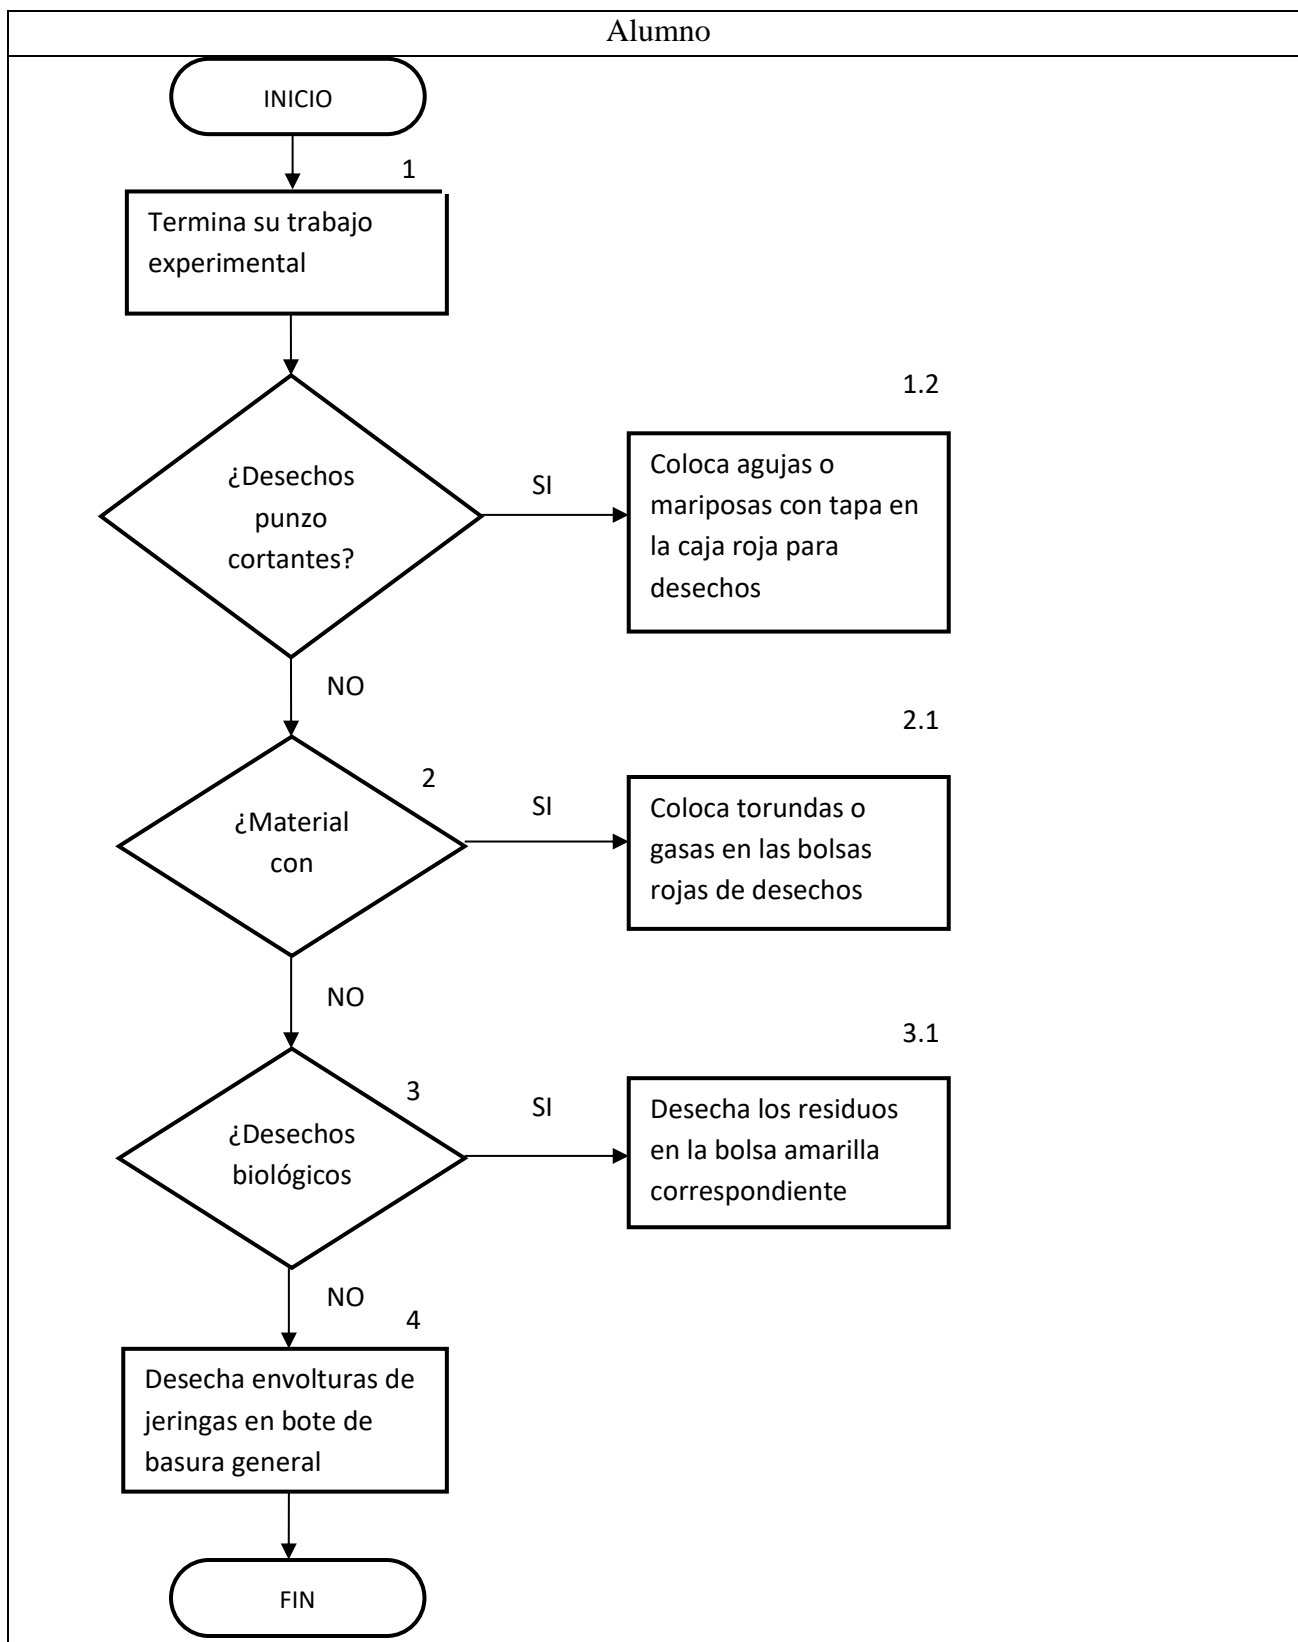 Alumno
INICIO
1
Termina su trabajo
experimental
1.2
¿Desechos
punzo
cortantes?
SI
Coloca agujas o
mariposas con tapa en
la caja roja para
desechos
NO
2.1
2
¿Material
con
SI
Coloca torundas o
gasas en las bolsas
rojas de desechos
NO
3.1
3
¿Desechos
biológicos
SI
Desecha los residuos
en la bolsa amarilla
correspondiente
NO
4
Desecha envolturas de
jeringas en bote de
basura general
FIN